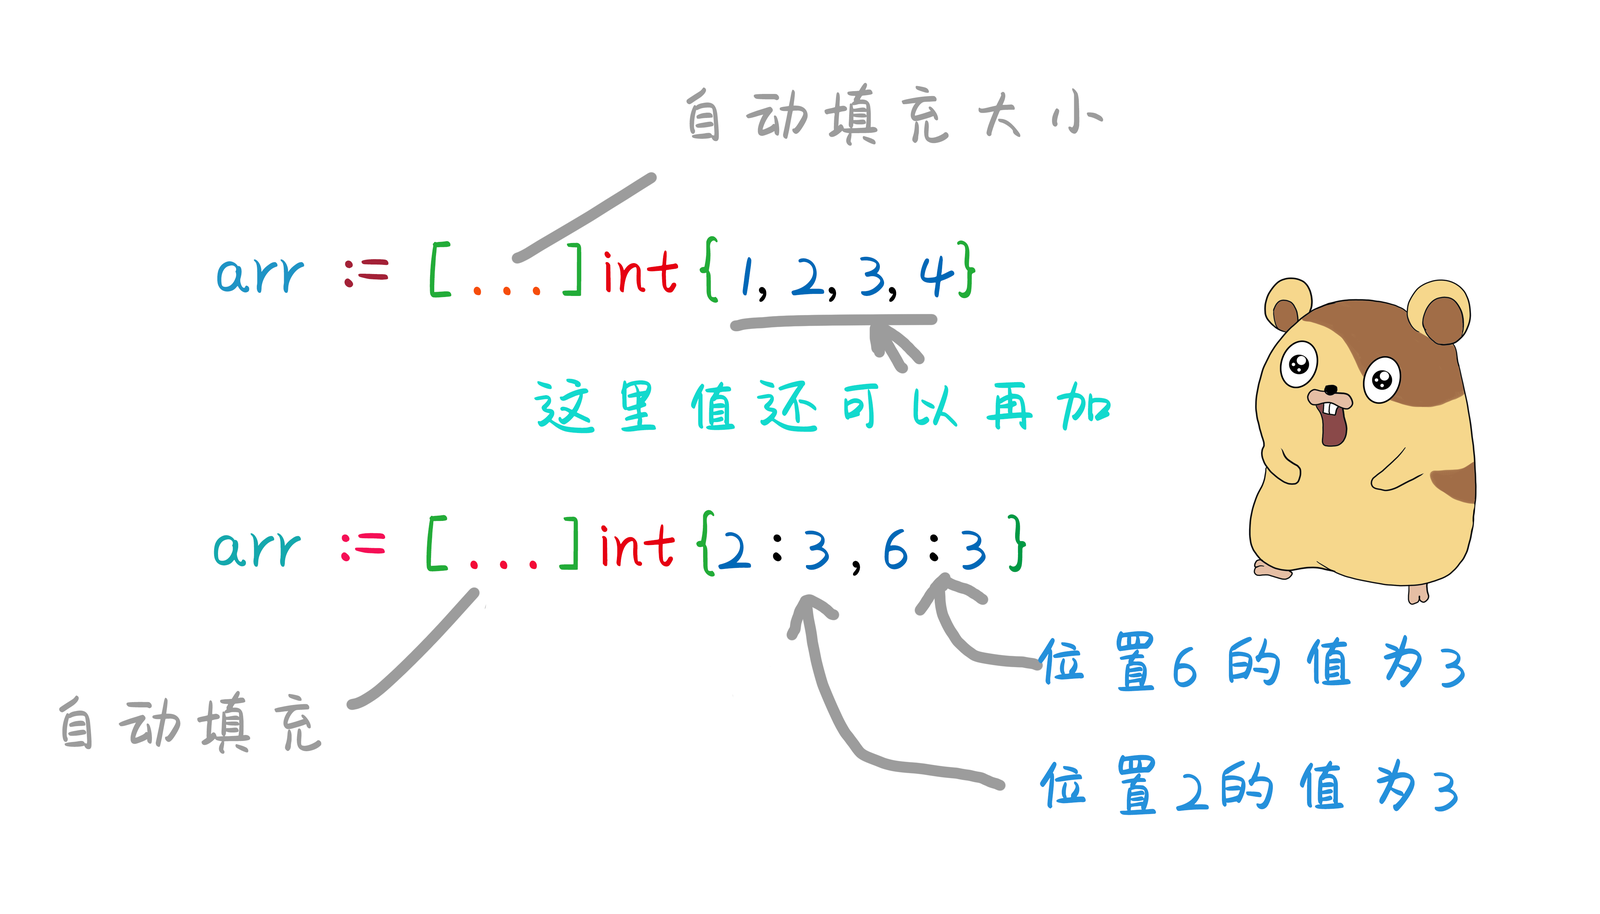 自动填充大小
arr := [...]int{1,2,3,4}
这里值还可以再加
arr := [...]int{2:3,6:3}
位置6的值为3
自动填充
位置2的值为3